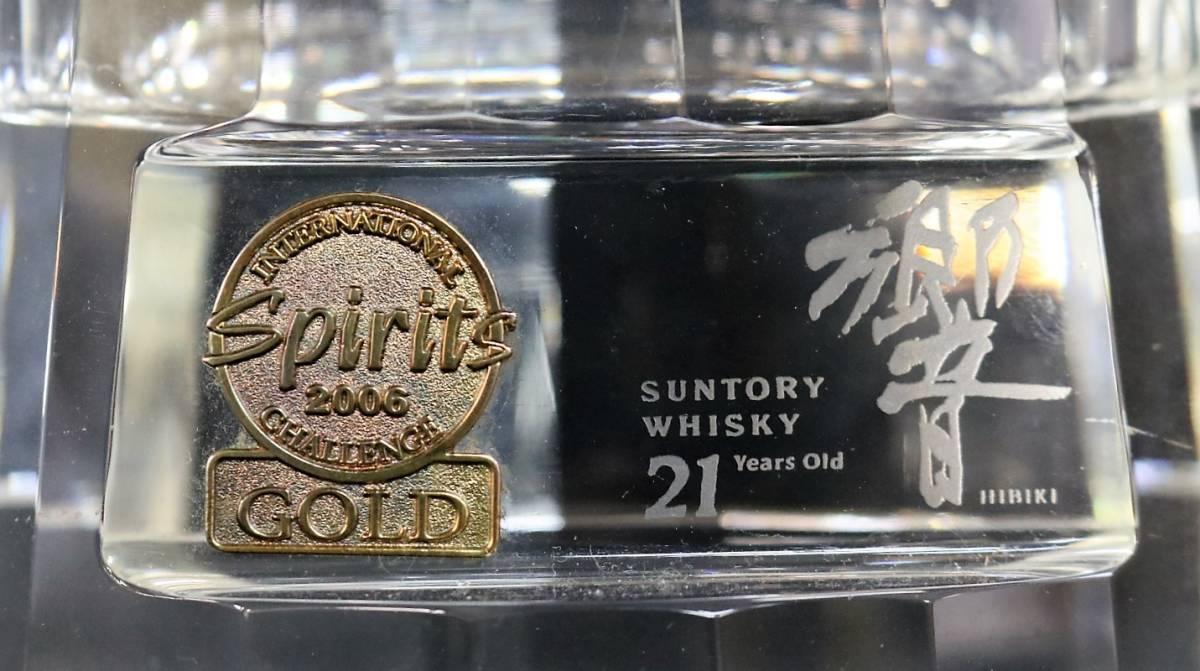 INTERNATIONAL
Spirits
2006
CHALLENGE
GOLD
SUNTORY
WHISKY
21 Years Old
響
HIBIKI